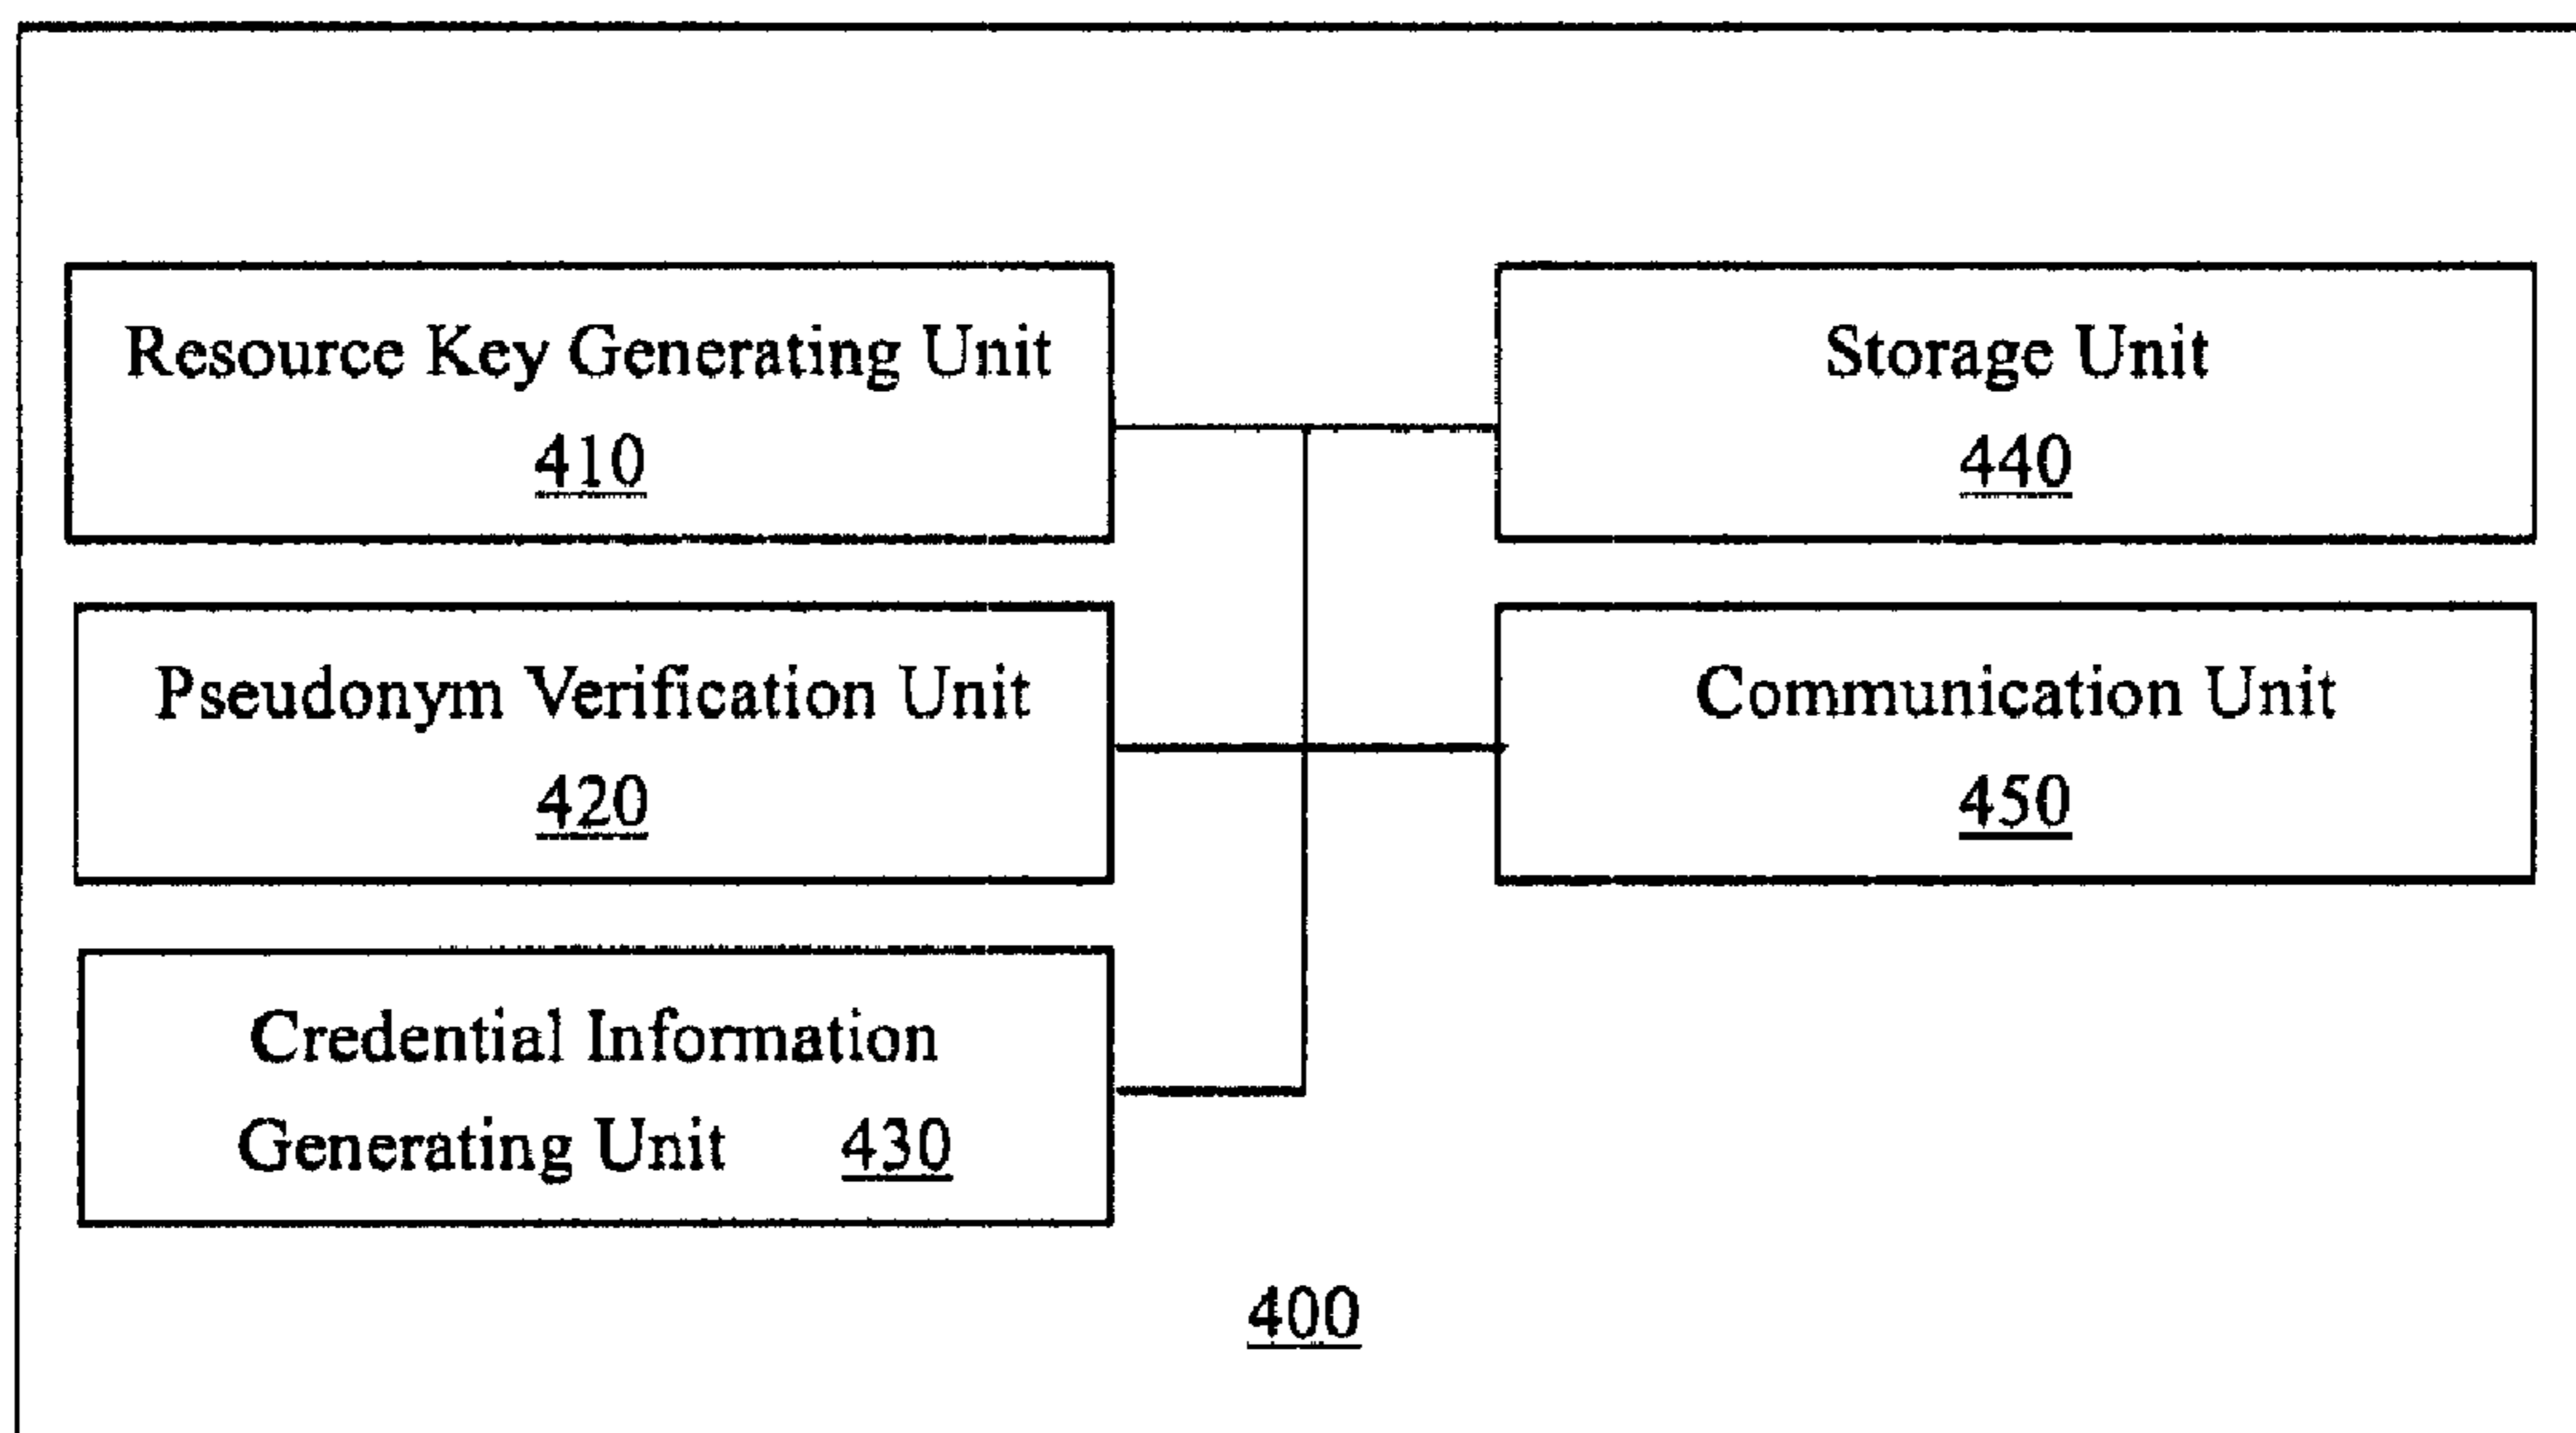 Resource Key Generating Unit
410
Storage Unit
440
Pseudonym Verification Unit
420
Communication Unit
450
Credential Information
Generating Unit 430
400